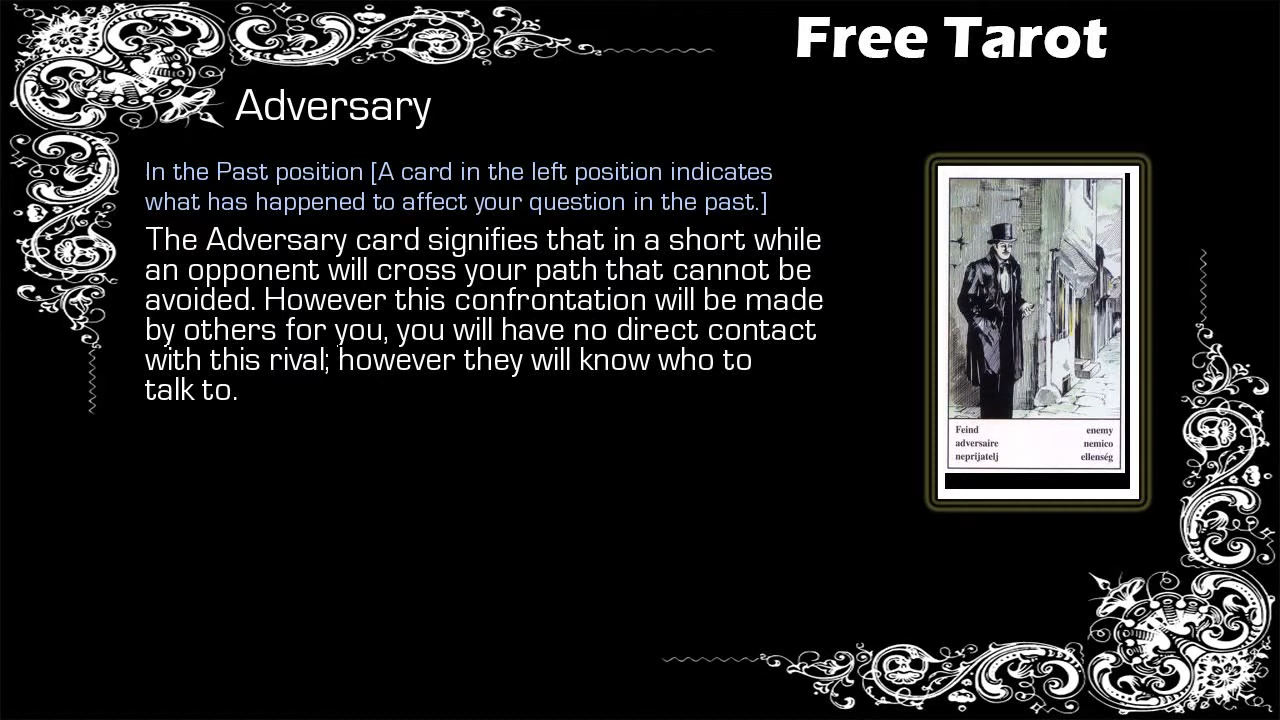 Free Tarot
Adversary
In the Past position [A card in the left position indicates
what has happened to affect your question in the past.]
The Adversary card signifies that in a short while
an opponent will cross your path that cannot be
avoided. However this confrontation will be made
by others for you, you will have no direct contact
with this rival; however they will know who to
talk to.
Feind enemy
adversaire nemico
neprijatelj ellenség